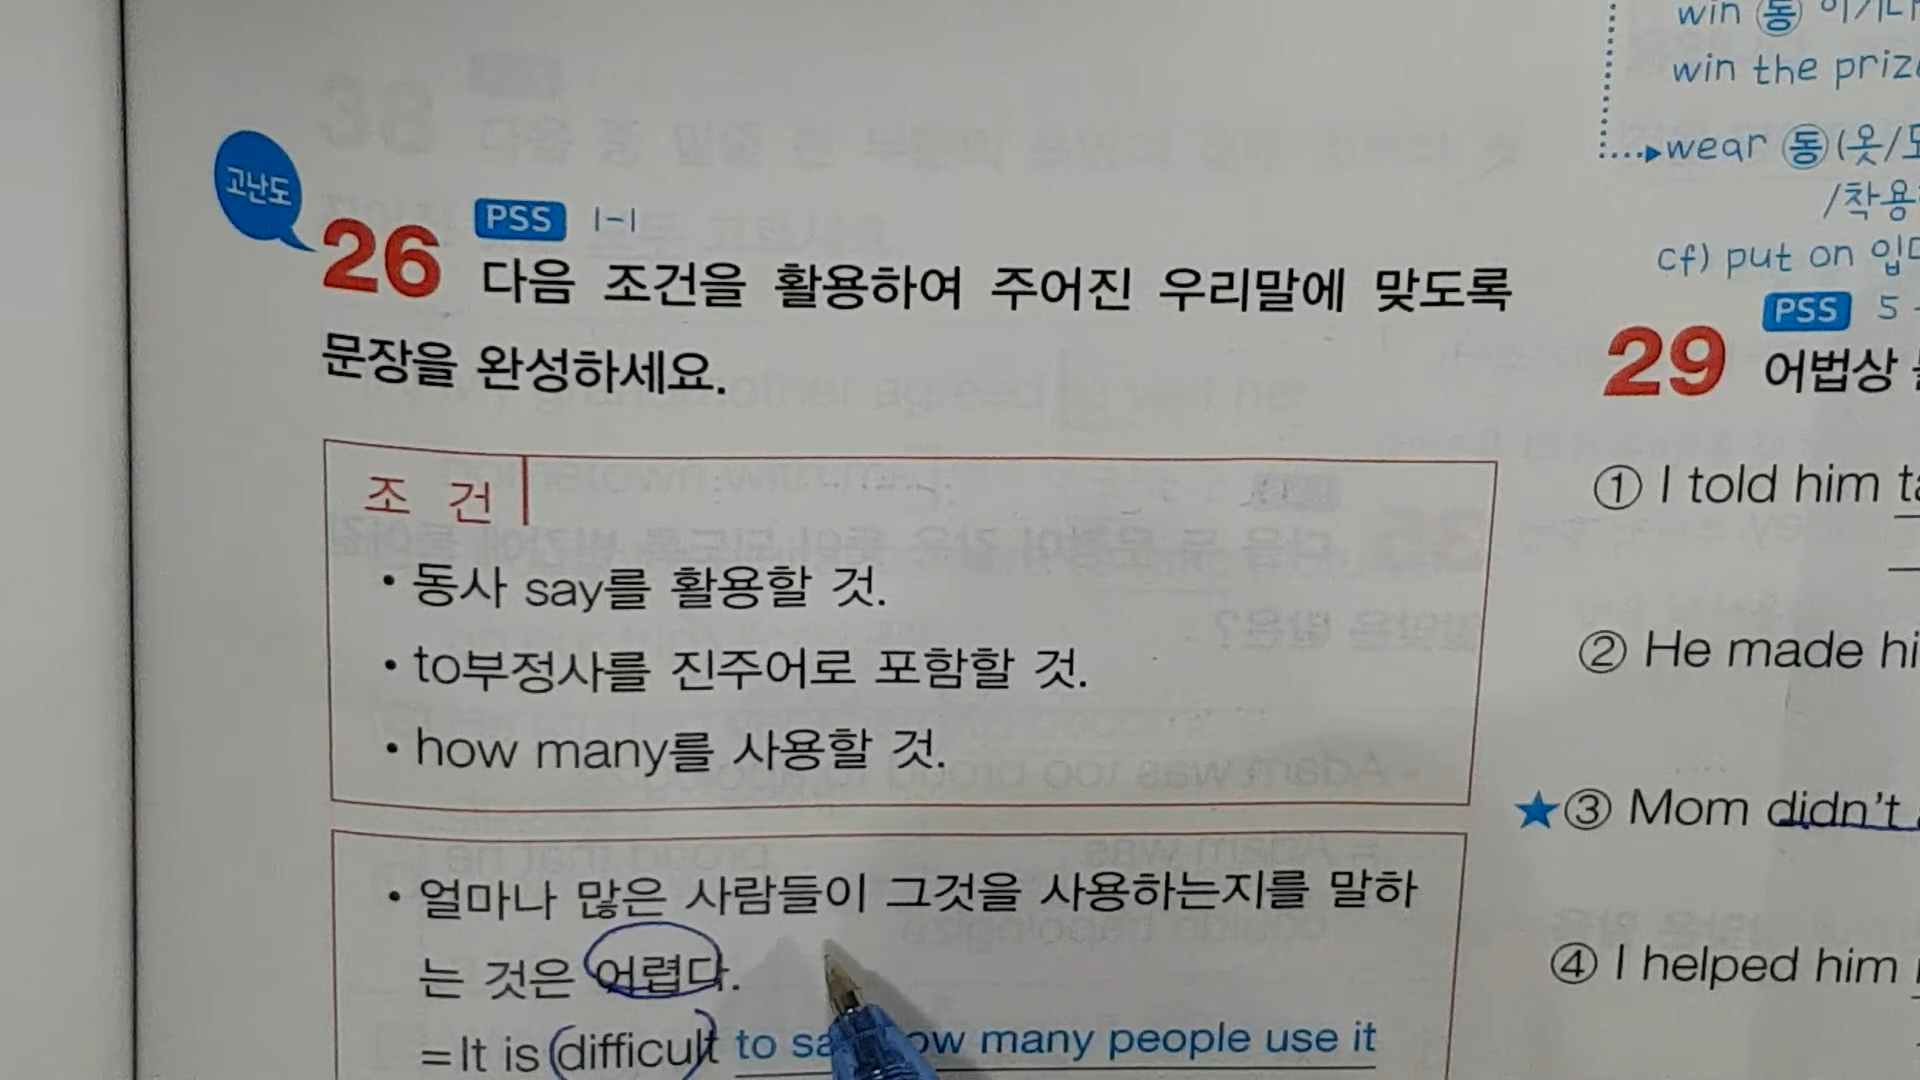 고난도
26 PSS 1-1
다음 조건을 활용하여 주어진 우리말에 맞도록
문장을 완성하세요.
조 건
• 동사 say를 활용할 것.
• to부정사를 진주어로 포함할 것.
• how many를 사용할 것.
• 얼마나 많은 사람들이 그것을 사용하는지를 말하
는 것은 어렵다.
=It is difficult to many people use it
win 동
win the prize
wear 동(옷/모
/착용
cf) put on 입다
PSS 5
29 어법상
① I told him
② He made
★③ Mom didn't
④ I helped him